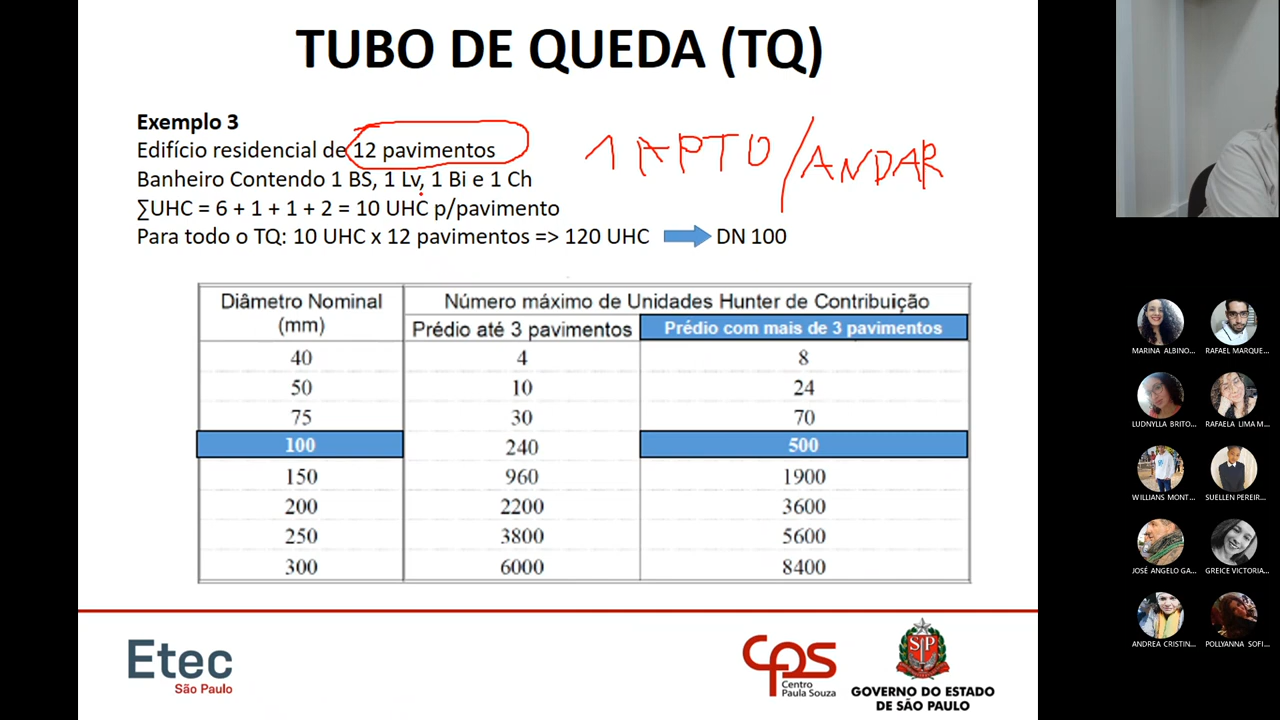 TUBO DE QUEDA (TQ)
Exemplo 3
Edifício residencial de 12 pavimentos
1 APTO/ANDAR
Banheiro Contendo 1 BS, 1 Lv, 1 Bi e 1 Ch
∑UHC = 6 + 1 + 1 + 2 = 10 UHC p/pavimento
Para todo o TQ: 10 UHC x 12 pavimentos => 120 UHC DN 100
Diâmetro Nominal (mm) Número máximo de Unidades Hunter de Contribuição
Prédio até 3 pavimentos Prédio com mais de 3 pavimentos
40 4 8
50 10 24
75 30 70
100 240 500
150 960 1900
200 2200 3600
250 3800 5600
300 6000 8400
Etec
São Paulo
CPS
Centro
Paula Souza
SP
GOVERNO DO ESTADO
DE SÃO PAULO
MARINA ALBINO... RAFAEL MARQUE...
LUDNYLLA BRITO... RAFAELA LIMA M...
WILLIANS MONT... SUELLEN PEREIR...
JOSÉ ANGELO GA... GREICE VICTORIA...
ANDREA CRISTIN... POLLYANNA SOFI...